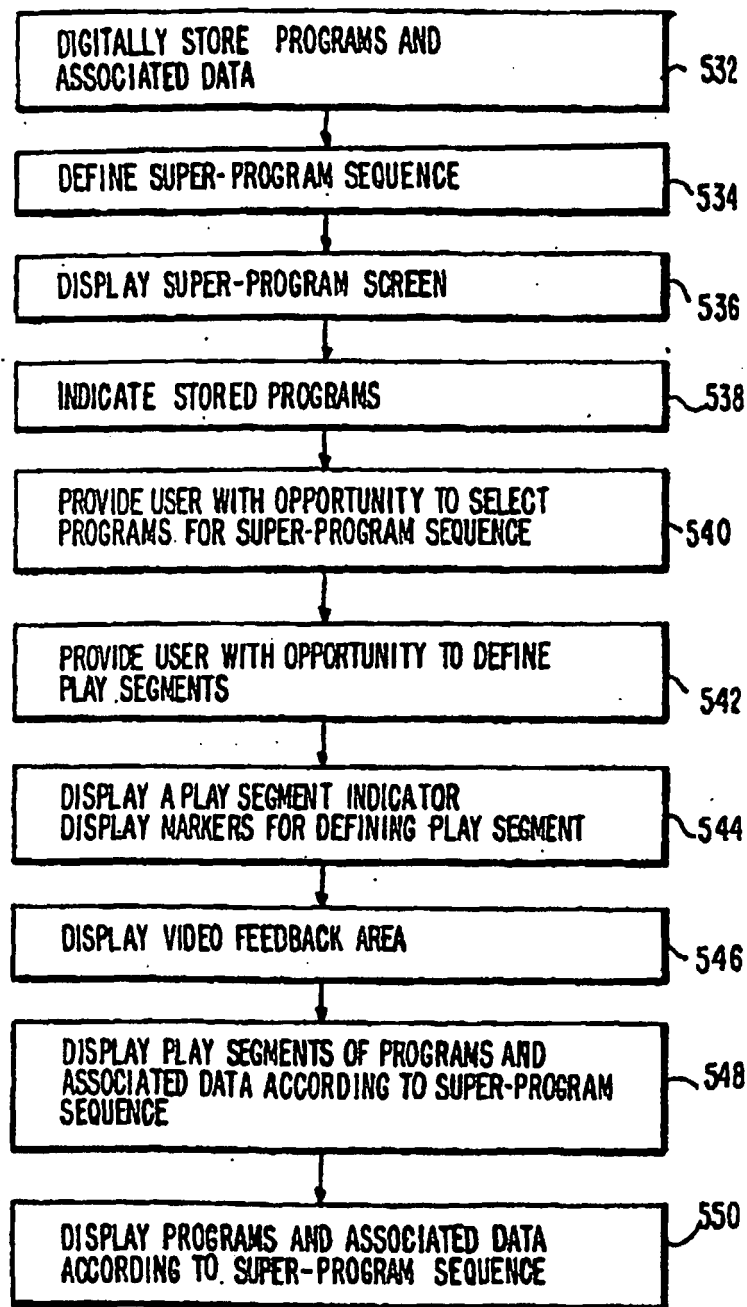 DIGITALLY STORE PROGRAMS AND
ASSOCIATED DATA
532
DEFINE SUPER-PROGRAM SEQUENCE
534
DISPLAY SUPER-PROGRAM SCREEN
536
INDICATE STORED PROGRAMS
538
PROVIDE USER WITH OPPORTUNITY TO SELECT
PROGRAMS FOR SUPER-PROGRAM SEQUENCE
540
PROVIDE USER WITH OPPORTUNITY TO DEFINE
PLAY SEGMENTS
542
DISPLAY A PLAY SEGMENT INDICATOR
DISPLAY MARKERS FOR DEFINING PLAY SEGMENT
544
DISPLAY VIDEO FEEDBACK AREA
546
DISPLAY PLAY SEGMENTS OF PROGRAMS AND
ASSOCIATED DATA ACCORDING TO SUPER-PROGRAM
SEQUENCE
548
DISPLAY PROGRAMS AND ASSOCIATED DATA
ACCORDING TO SUPER-PROGRAM SEQUENCE
550